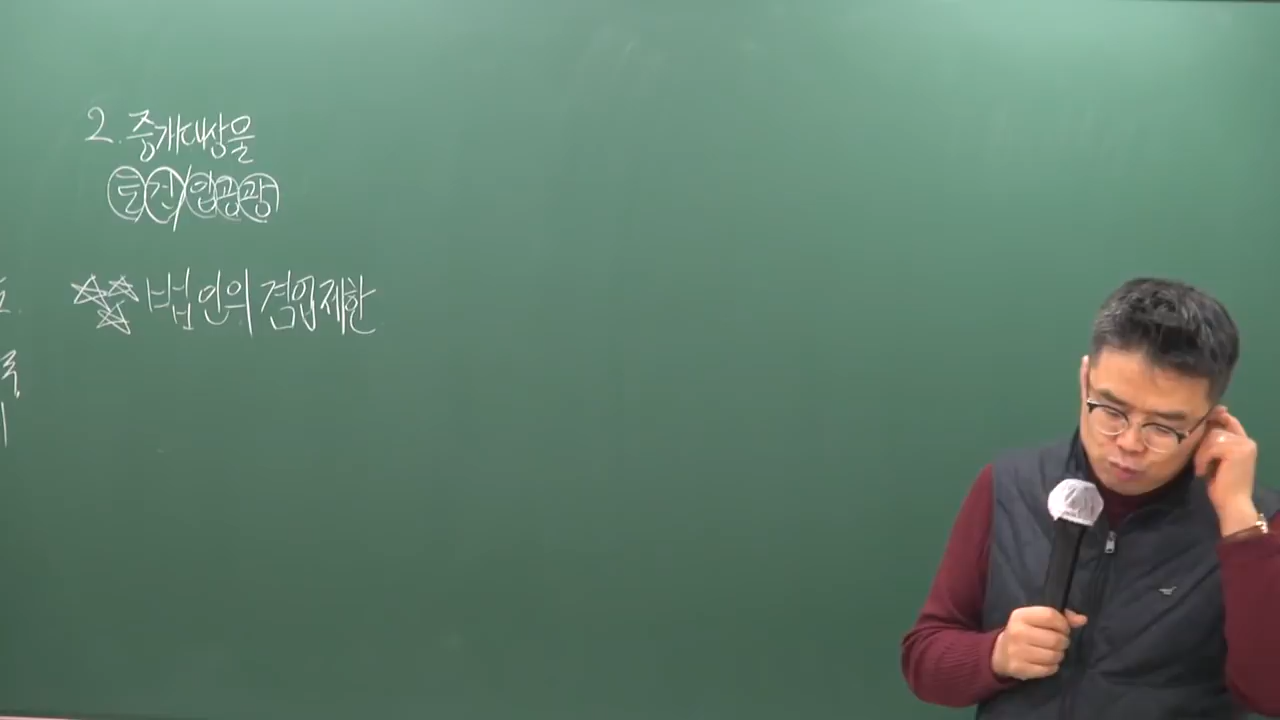 2. 중개대상물
토 건 / 입 공 광
법인의 겸업제한